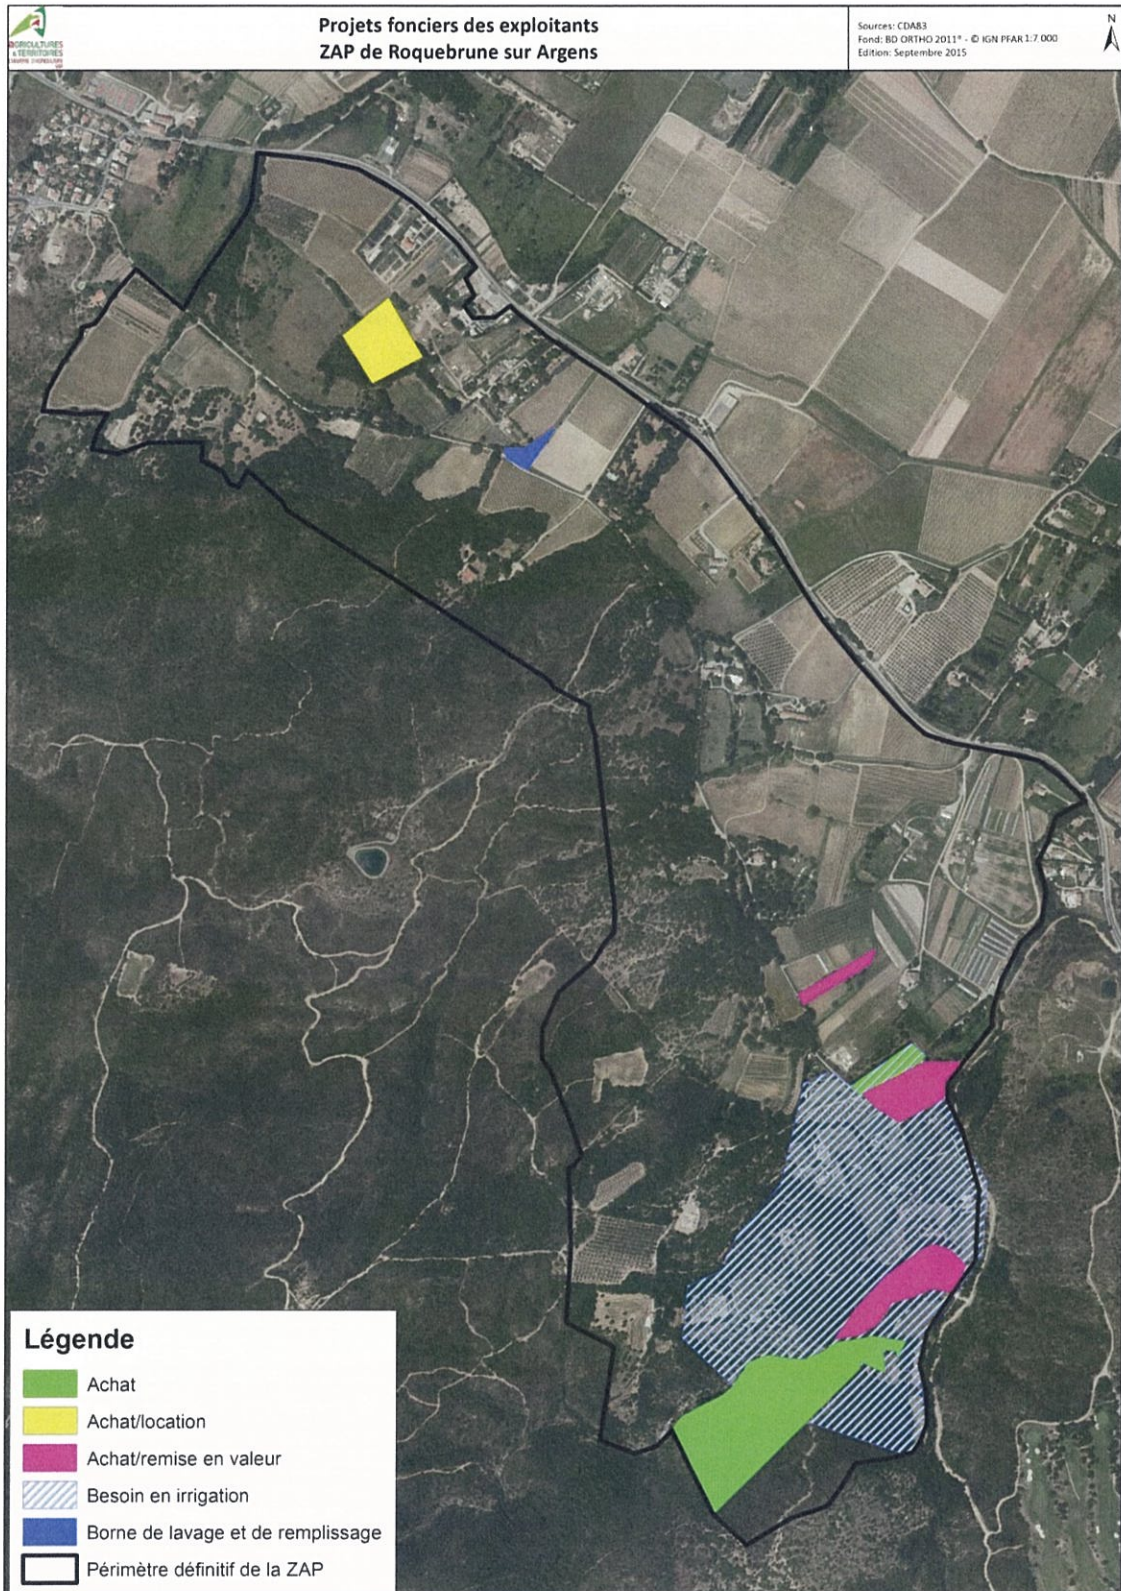 AGRICULTURES
& TERRITOIRES
Projets fonciers des exploitants
ZAP de Roquebrune sur Argens
Sources: CDA83
Fond: BD ORTHO 2011® - © IGN PFAR 1:7 000
Edition: Septembre 2015
N
Légende
Achat
Achat/location
Achat/remise en valeur
Besoin en irrigation
Borne de lavage et de remplissage
Périmètre définitif de la ZAP